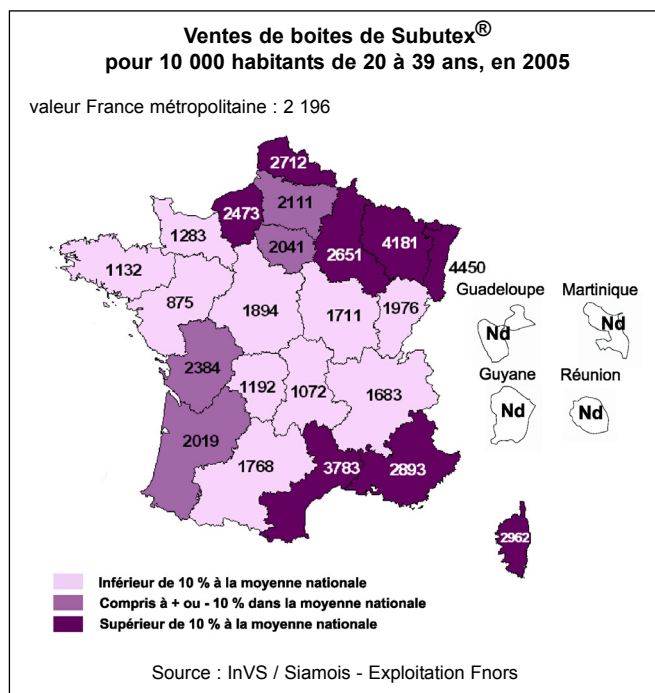 Ventes de boites de Subutex®
pour 10 000 habitants de 20 à 39 ans, en 2005
valeur France métropolitaine : 2 196
2712
2111
2473
2041
2651
4181
4450
1283
1132
875
1894
1711
1976
Guadeloupe
Martinique
Nd
Nd
2384
1192
1072
1683
Guyane
Réunion
Nd
Nd
2019
1768
3783
2893
2962
Inférieur de 10 % à la moyenne nationale
Compris à + ou - 10 % dans la moyenne nationale
Supérieur de 10 % à la moyenne nationale
Source : InVS / Siamois - Exploitation Fnors